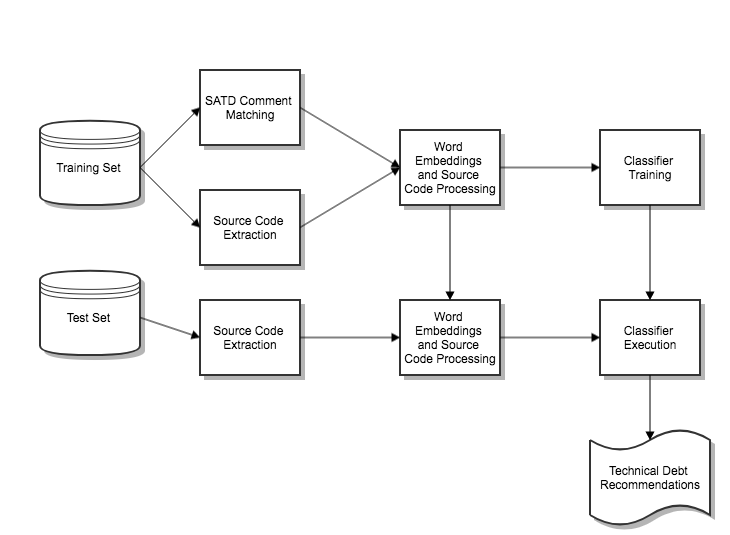 SATD Comment
Matching
Training Set
Word
Embeddings
and Source
Code Processing
Classifier
Training
Source Code
Extraction
Test Set
Source Code
Extraction
Word
Embeddings
and Source
Code Processing
Classifier
Execution
Technical Debt
Recommendations